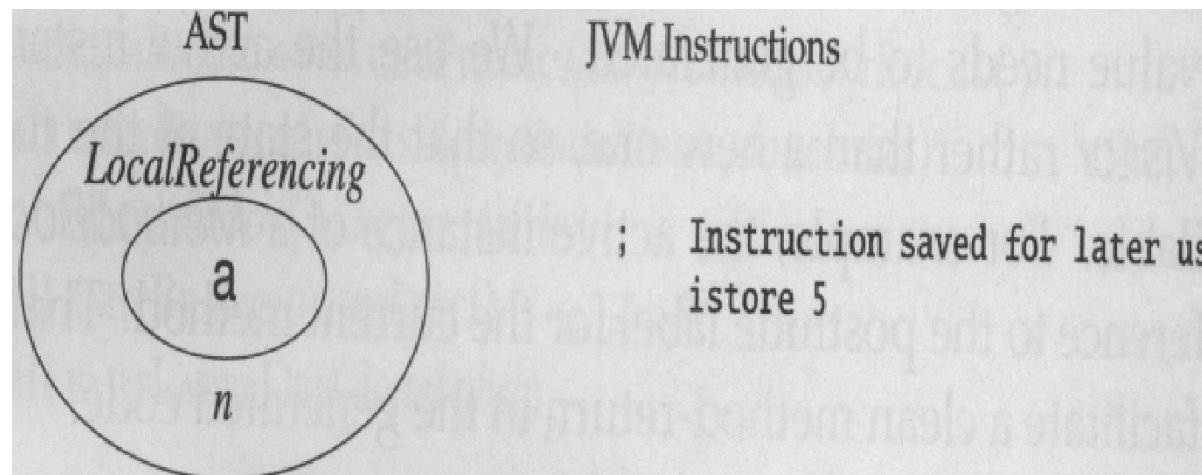 AST
JVM Instructions
LocalReferencing
a
n
; Instruction saved for later us
istore 5